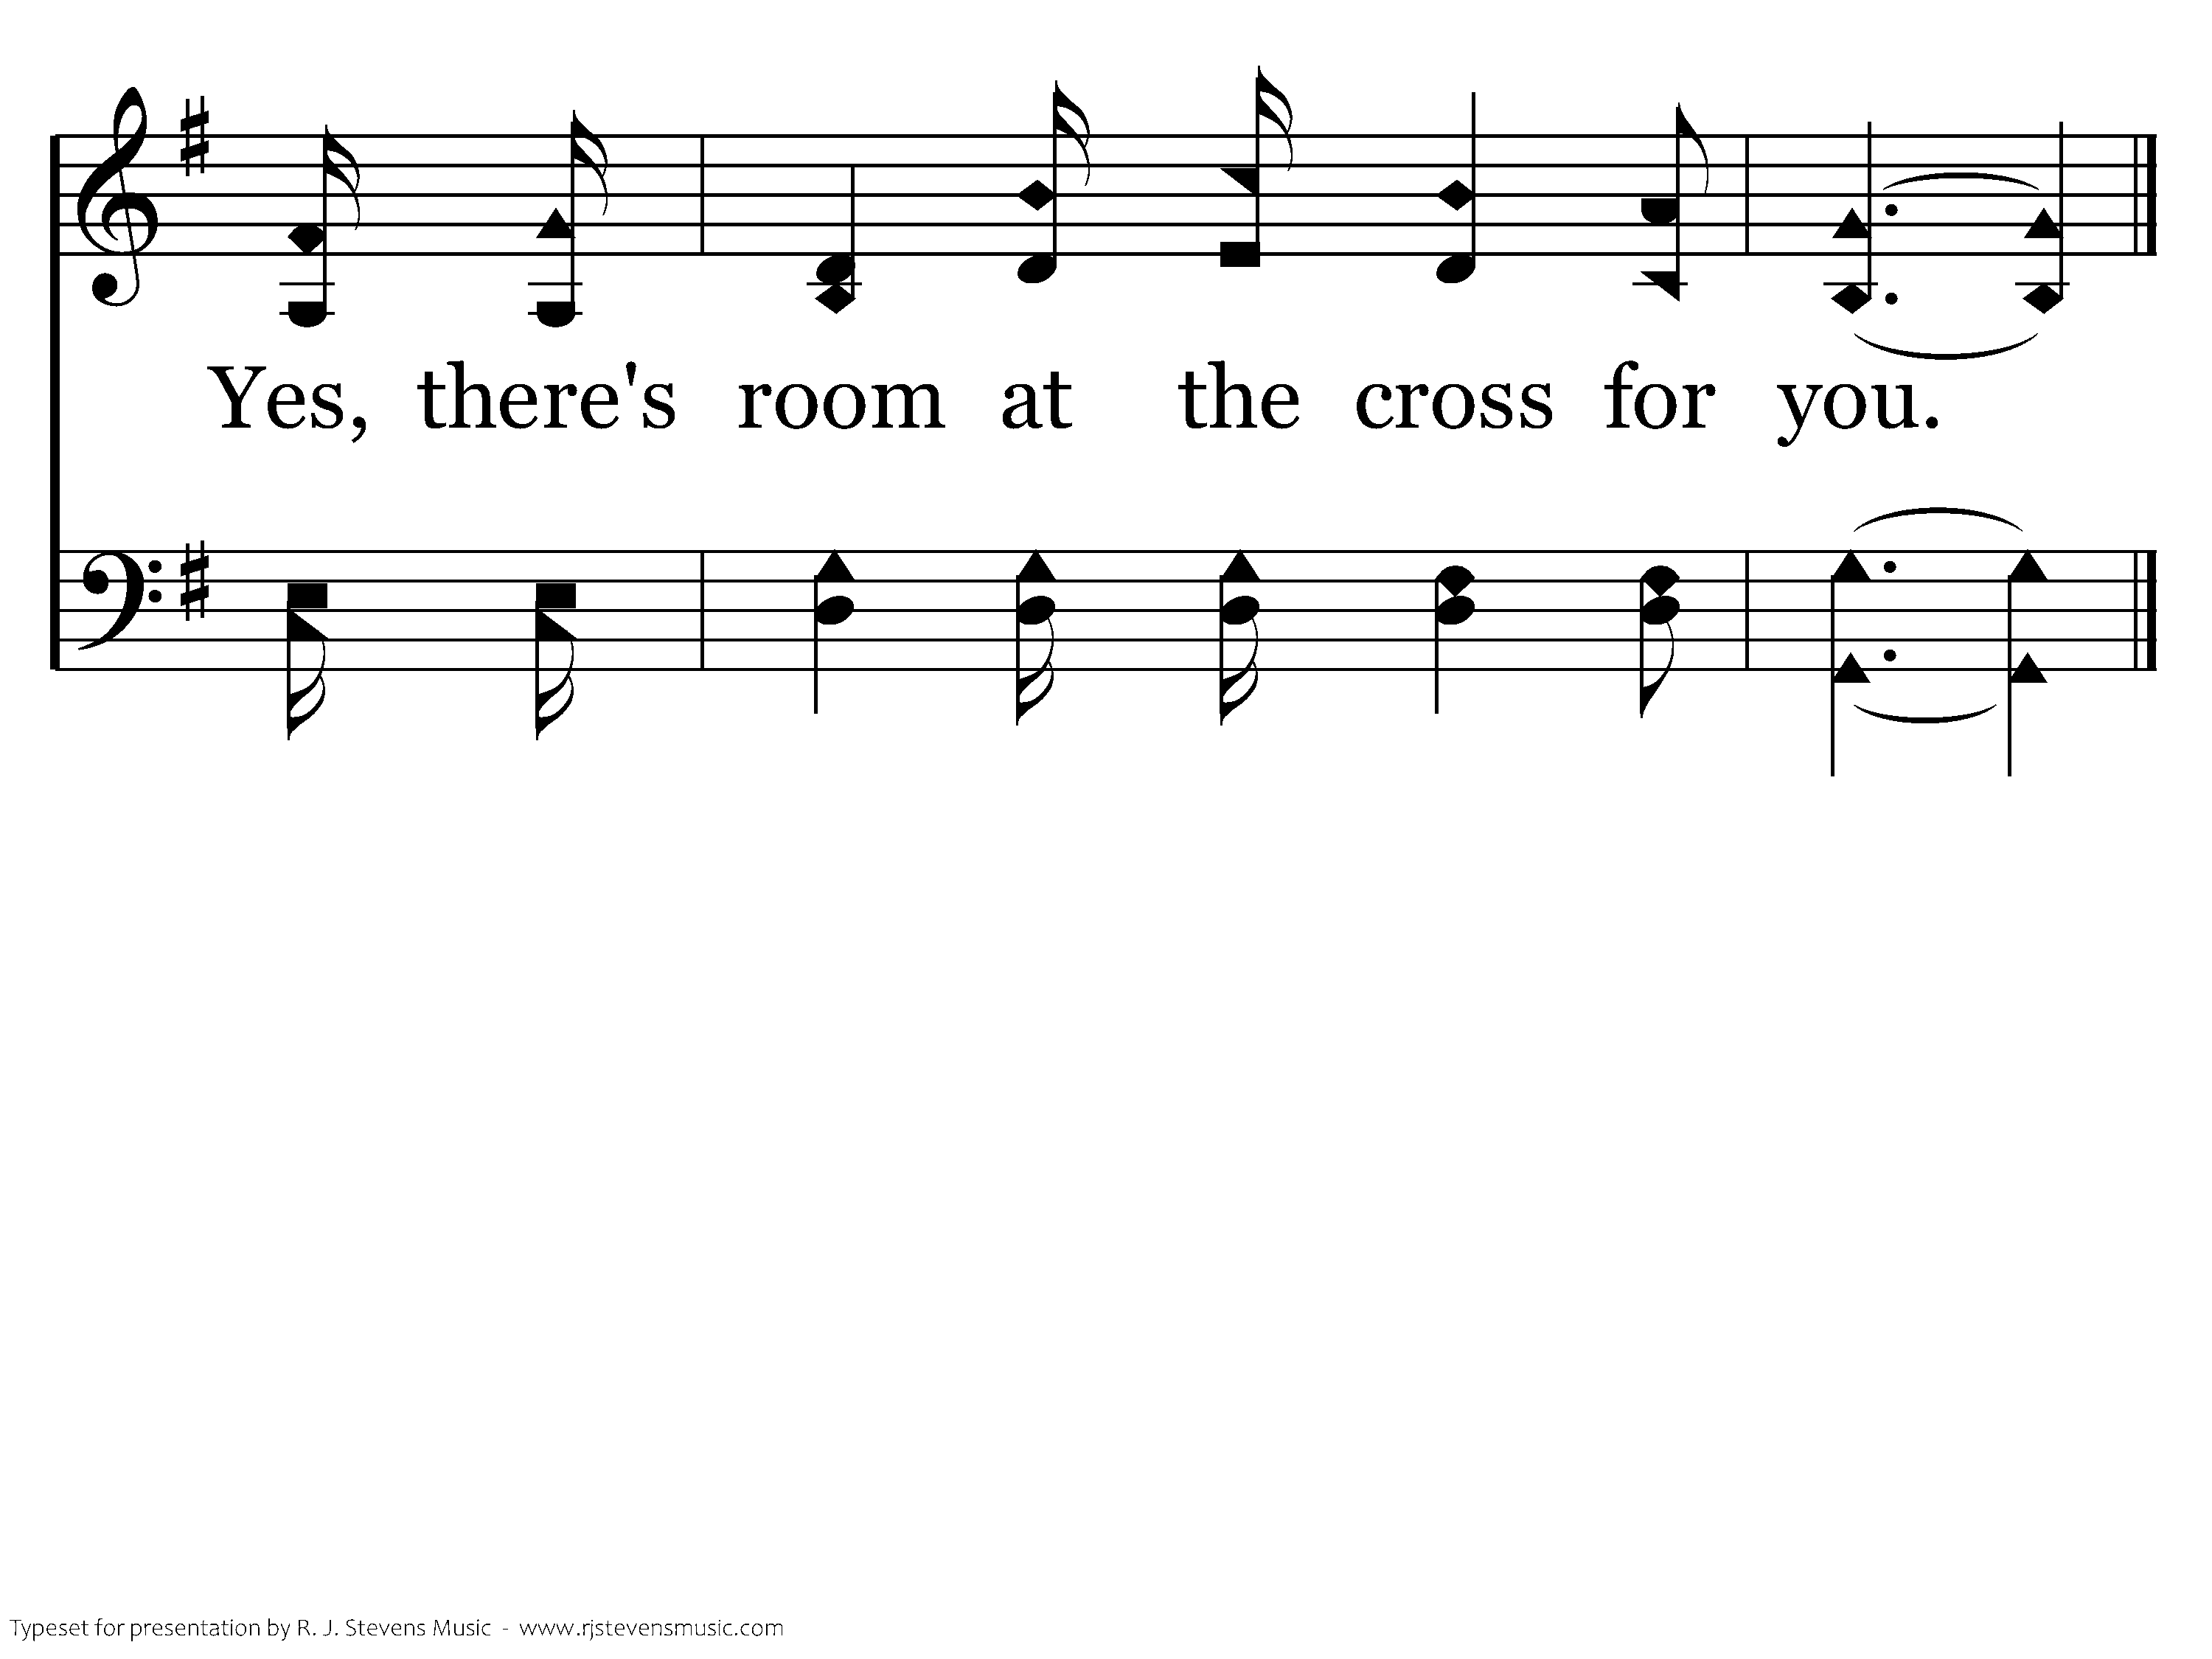 Yes, there's room at the cross for you.
Typeset for presentation by R. J. Stevens Music - www.rjstevensmusic.com